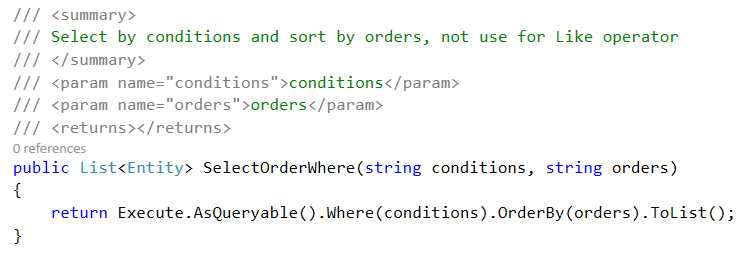 /// <summary>
/// Select by conditions and sort by orders, not use for Like operator
/// </summary>
/// <param name="conditions">conditions</param>
/// <param name="orders">orders</param>
/// <returns></returns>
0 references
public List<Entity> SelectOrderWhere(string conditions, string orders)
{
    return Execute.AsQueryable().Where(conditions).OrderBy(orders).ToList();
}